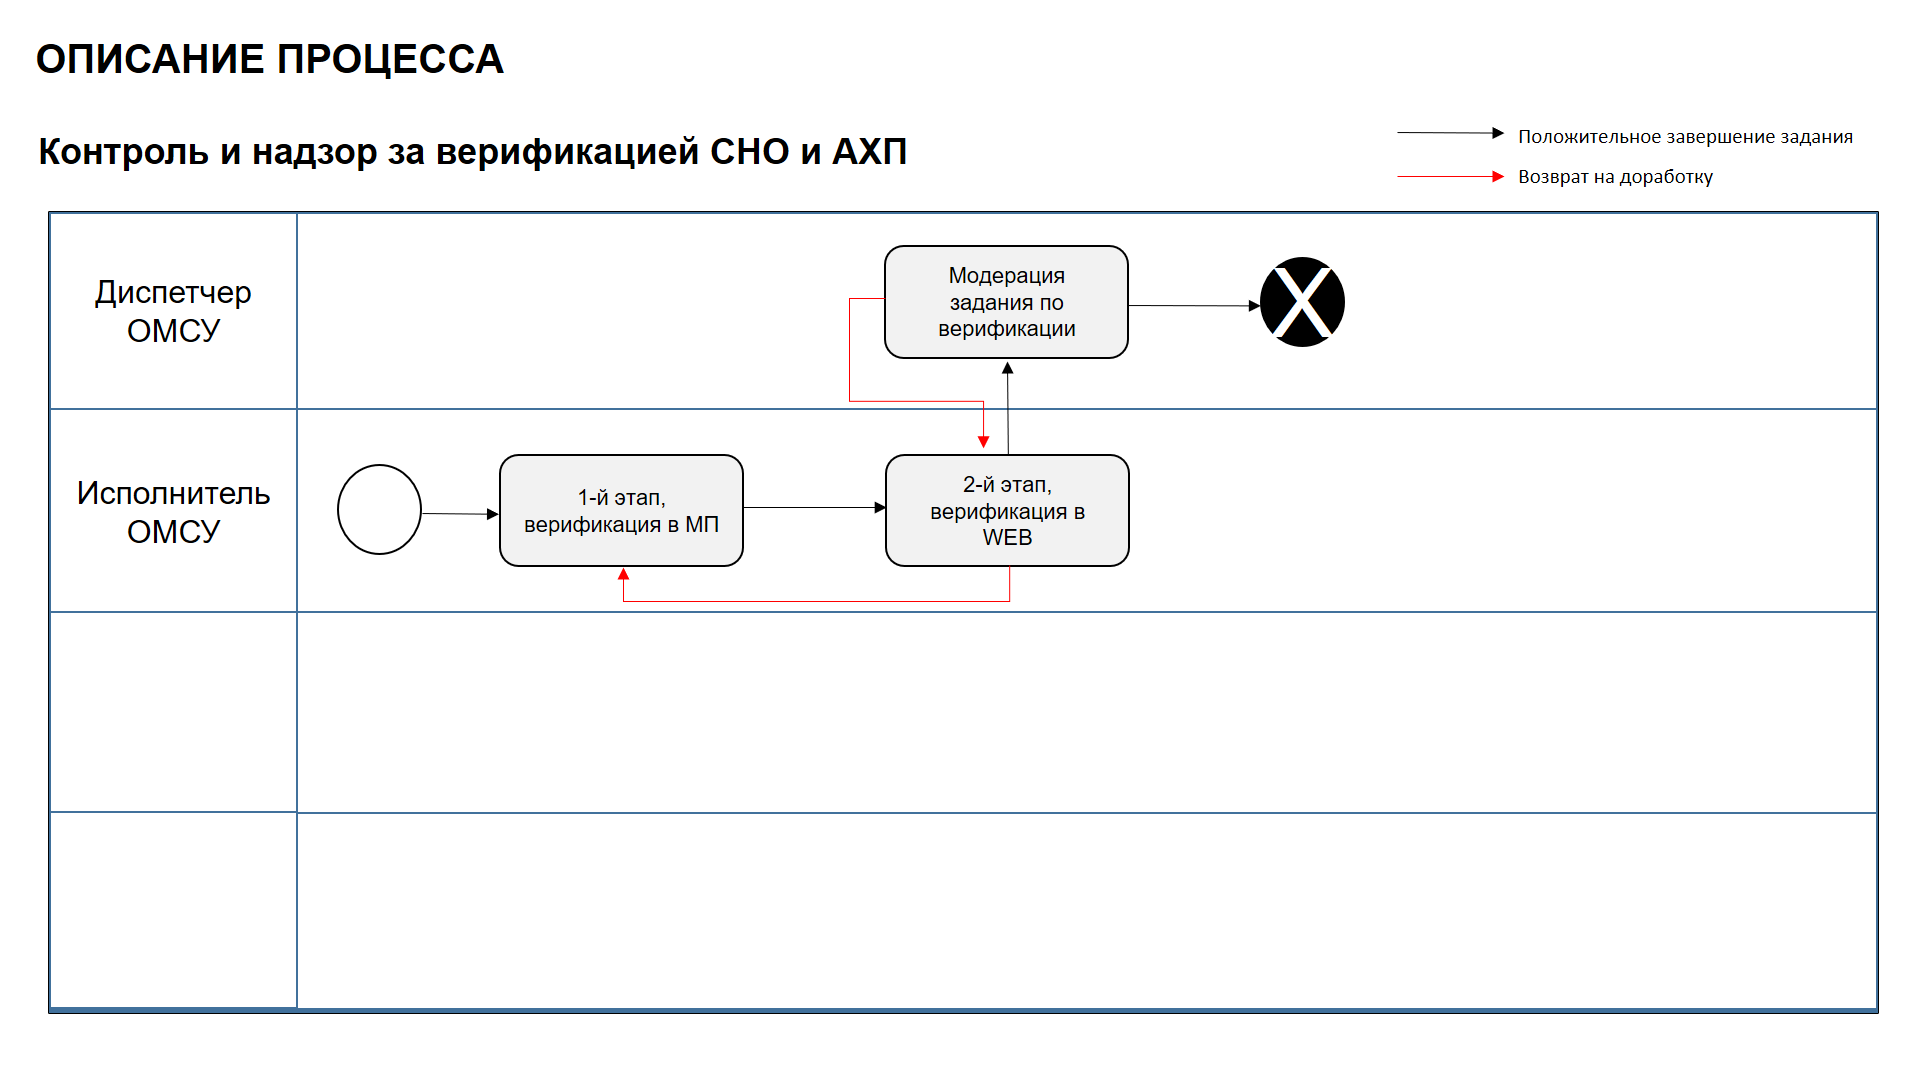 ОПИСАНИЕ ПРОЦЕССА
Контроль и надзор за верификацией СНО и АХП
Положительное завершение задания
Возврат на доработку
Диспетчер
ОМСУ
Модерация
задания по
верификации
X
Исполнитель
ОМСУ
1-й этап,
верификация в МП
2-й этап,
верификация в
WEB